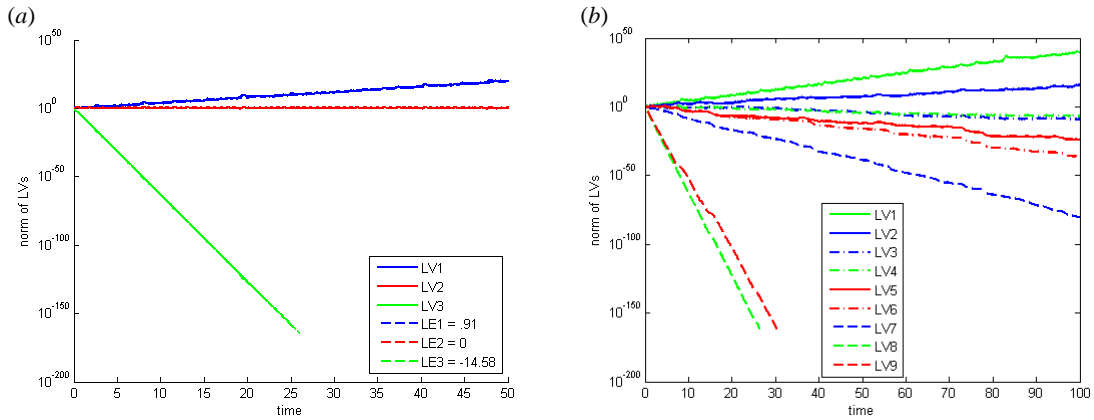 (a)
10^50
10^0
10^-50
10^-100
10^-150
10^-200
norm of LVs
0 5 10 15 20 25 30 35 40 45 50
time
LV1
LV2
LV3
LE1 = .91
LE2 = 0
LE3 = -14.58
(b)
10^50
10^0
10^-50
10^-100
10^-150
10^-200
norm of LVs
0 10 20 30 40 50 60 70 80 90 100
time
LV1
LV2
LV3
LV4
LV5
LV6
LV7
LV8
LV9